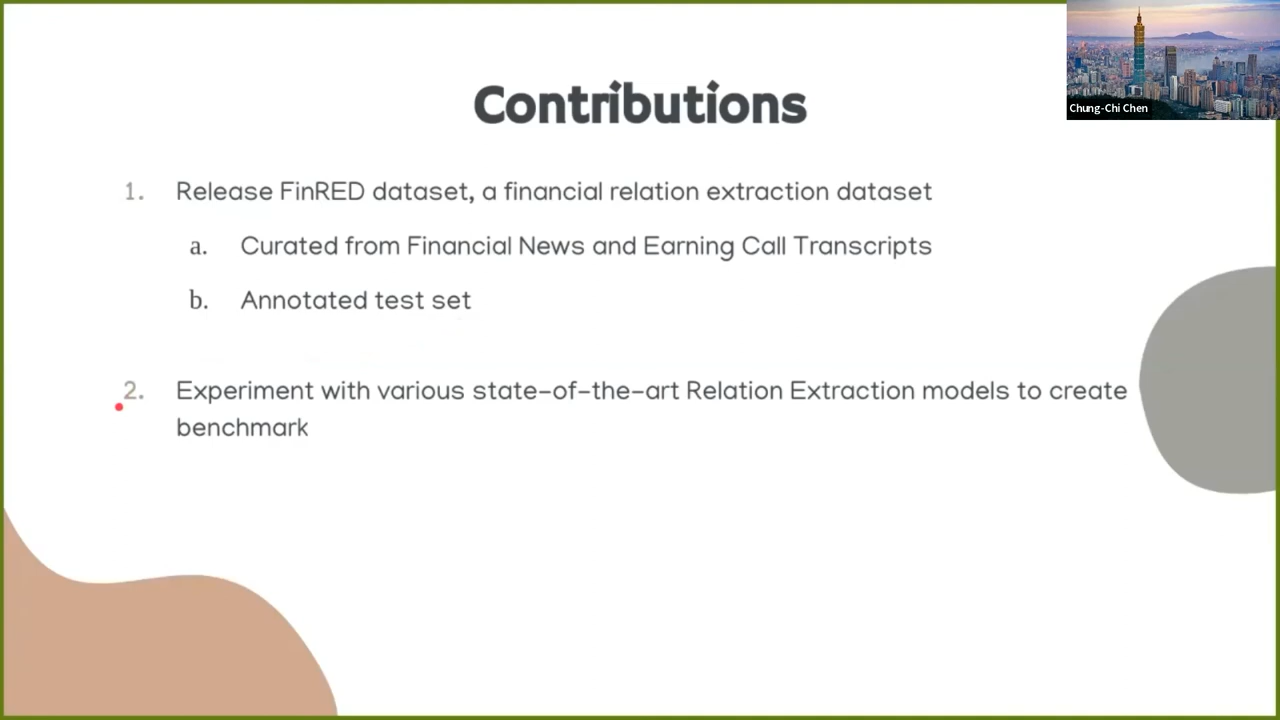 Chung-Chi Chen
Contributions
1. Release FinRED dataset, a financial relation extraction dataset
a. Curated from Financial News and Earning Call Transcripts
b. Annotated test set
2. Experiment with various state-of-the-art Relation Extraction models to create
benchmark